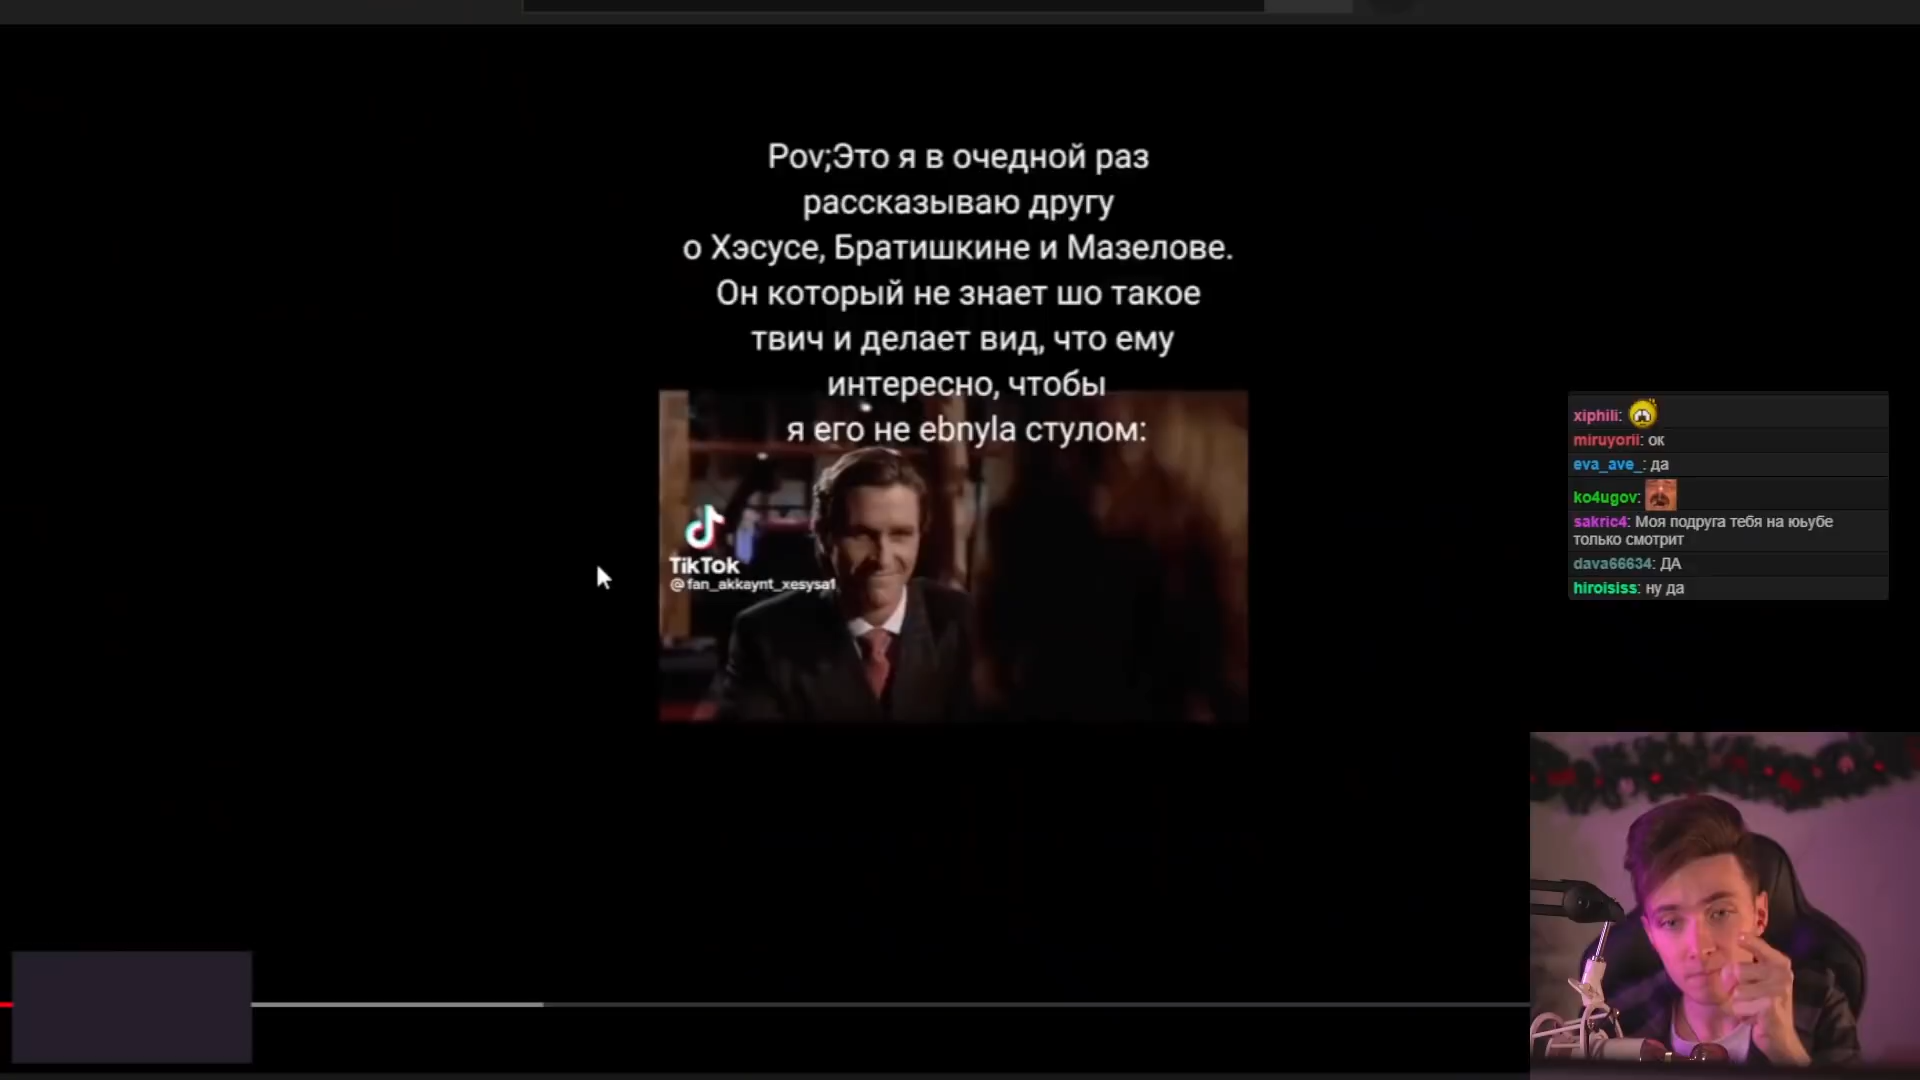 Pov;Это я в очедной раз
рассказываю другу
о Хэсусе, Братишкине и Мазелове.
Он который не знает шо такое
твич и делает вид, что ему
интересно, чтобы
я его не ebnyla стулом:
TikTok
@fan_akkaynt_xesysa1
xiphili:
miruyorii: ок
eva_ave_: да
ko4ugov:
sakric4: Моя подруга тебя на юьубе
только смотрит
dava66634: ДА
hiroisiss: ну да